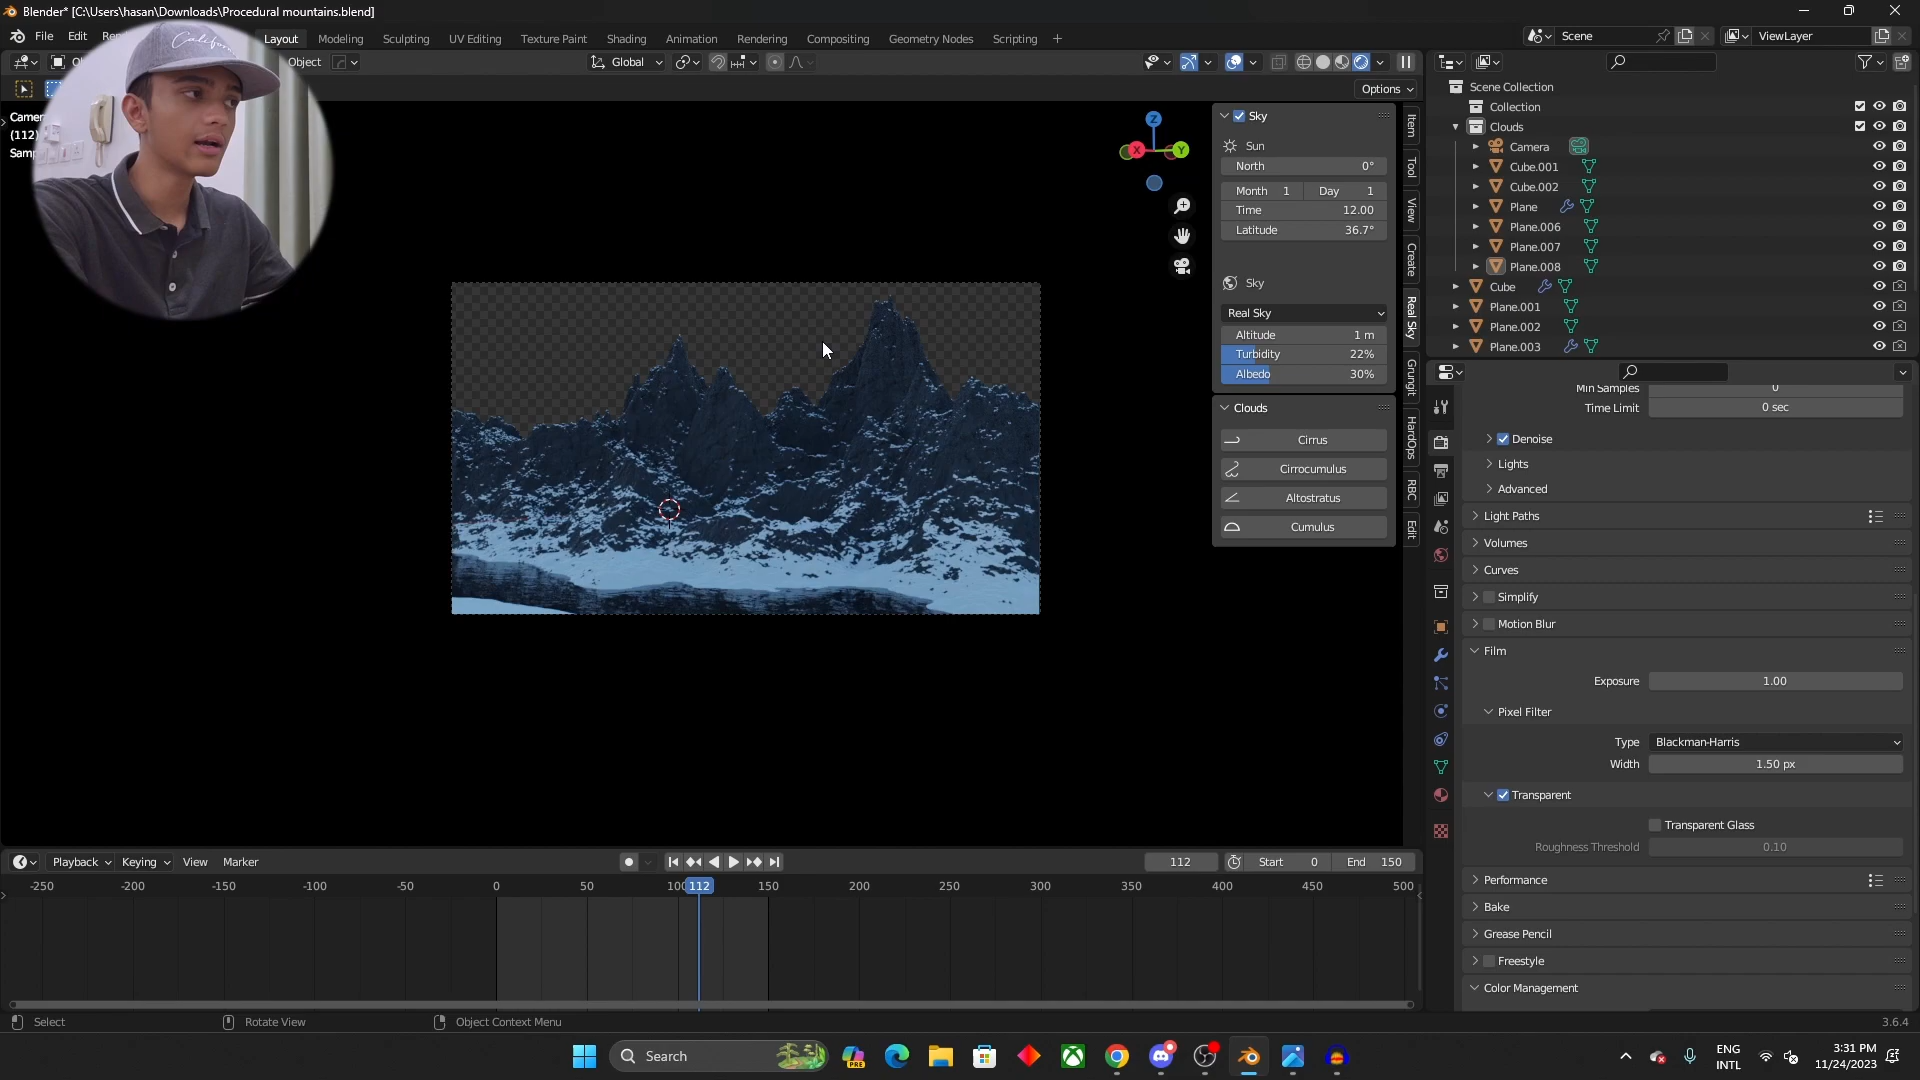 Blender* [C:\Users\hasan\Downloads\Procedural mountains.blend]
File Edit Layout Modeling Sculpting UV Editing Texture Paint Shading Animation Rendering Compositing Geometry Nodes Scripting
Scene ViewLayer
Object Global
Options
(112)
Sky
Sun
North 0°
Month 1 Day 1
Time 12.00
Latitude 36.7°
Sky
Real Sky
Altitude 1 m
Turbidity 22%
Albedo 30%
Clouds
Cirrus
Cirrocumulus
Altostratus
Cumulus
Z
X
Y
Item
Tool
View
Create
Real Sky
Grungit
HardOps
RBC
Edit
Scene Collection
Collection
Clouds
Camera
Cube.001
Cube.002
Plane
Plane.006
Plane.007
Plane.008
Cube
Plane.001
Plane.002
Plane.003
Min Samples 0
Time Limit 0 sec
Denoise
Lights
Advanced
Light Paths
Volumes
Curves
Simplify
Motion Blur
Film
Exposure 1.00
Pixel Filter
Type Blackman-Harris
Width 1.50 px
Transparent
Transparent Glass
Roughness Threshold 0.10
Performance
Bake
Grease Pencil
Freestyle
Color Management
Playback Keying View Marker
112 Start 0 End 150
-250 -200 -150 -100 -50 0 50 112 150 200 250 300 350 400 450 500
Select Rotate View Object Context Menu
3.6.4
Search
PRE
ENG
INTL
3:31 PM
11/24/2023